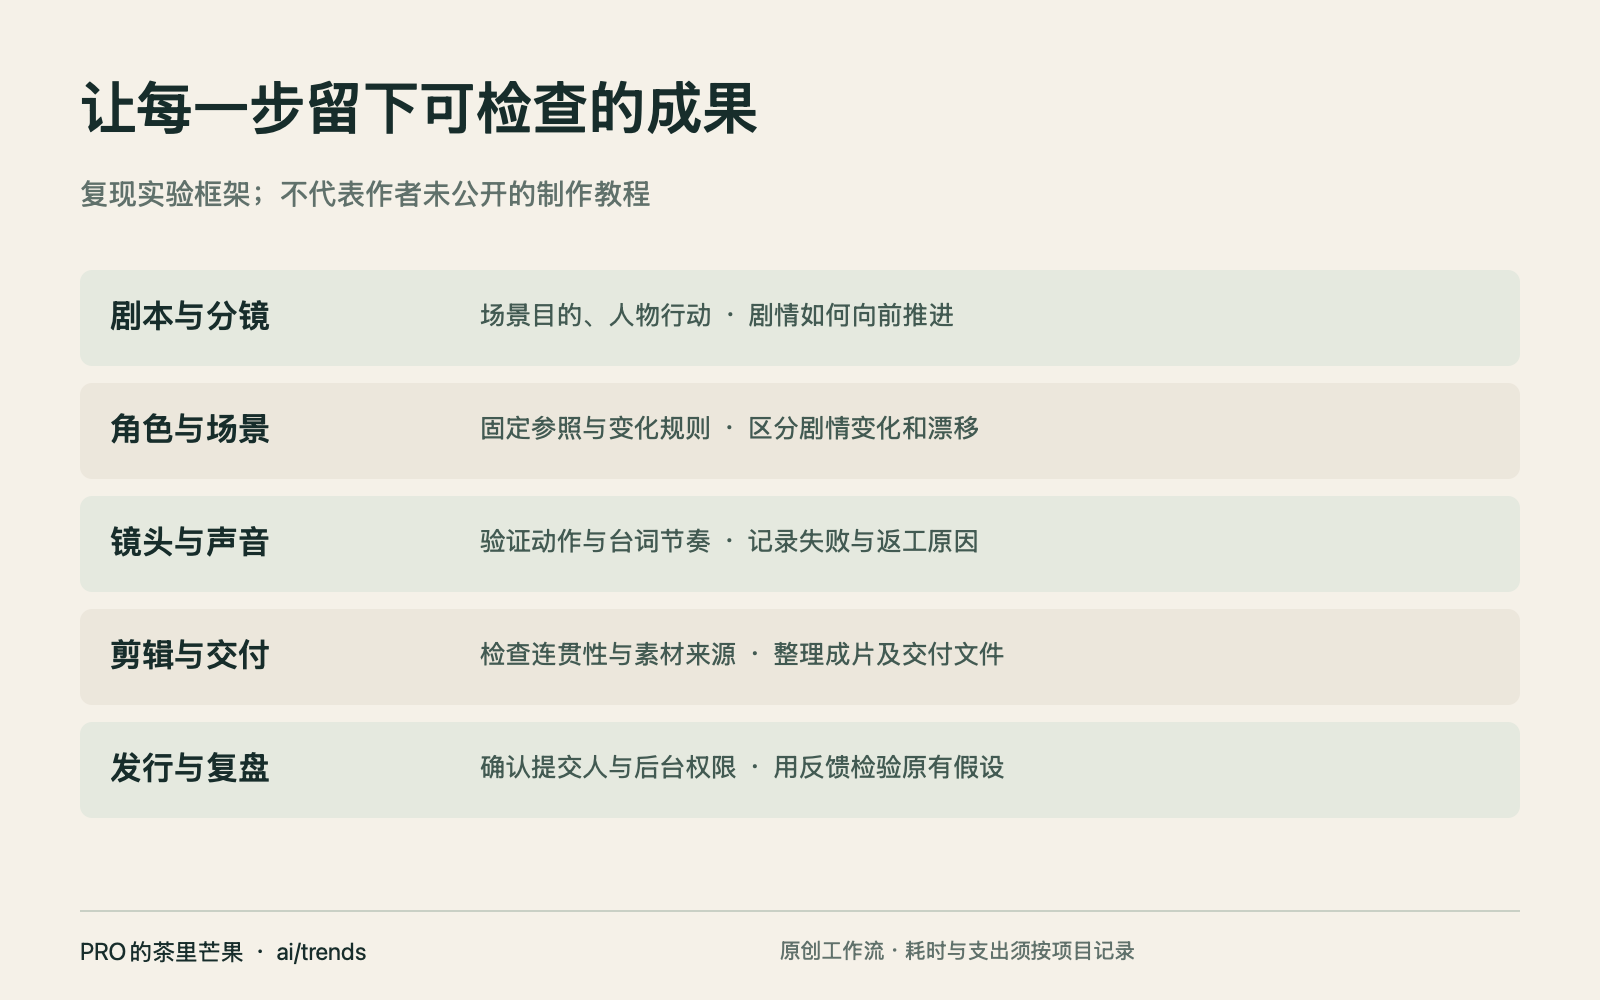 让每一步留下可检查的成果
复现实验框架；不代表作者未公开的制作教程
剧本与分镜 场景目的、人物行动 · 剧情如何向前推进
角色与场景 固定参照与变化规则 · 区分剧情变化和漂移
镜头与声音 验证动作与台词节奏 · 记录失败与返工原因
剪辑与交付 检查连贯性与素材来源 · 整理成片及交付文件
发行与复盘 确认提交人与后台权限 · 用反馈检验原有假设
PRO的茶里芒果 · ai/trends 原创工作流 · 耗时与支出须按项目记录